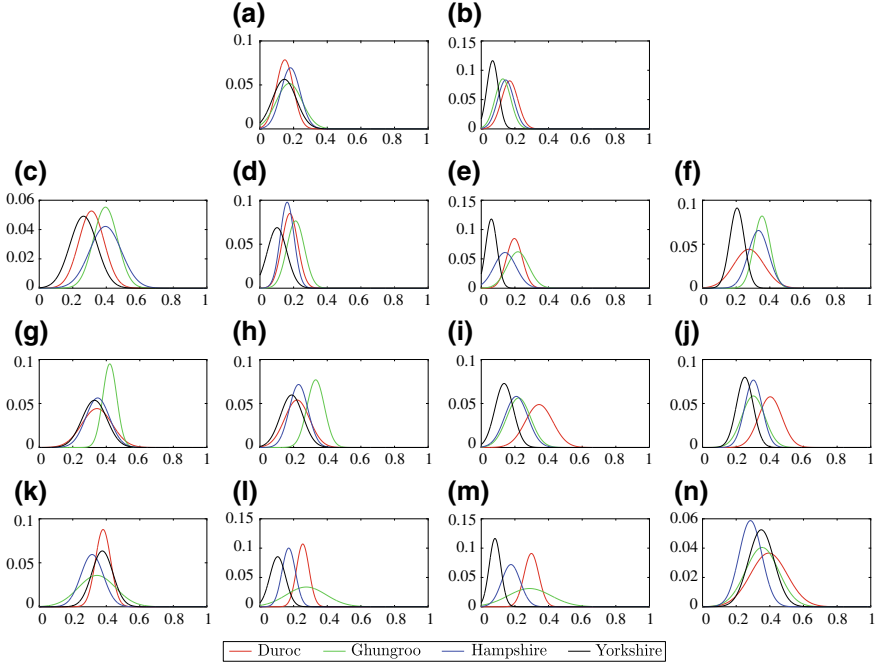 (a) (b)
0.1 0.15
0.05 0.1
0.05
0 0
0 0.2 0.4 0.6 0.8 1 0 0.2 0.4 0.6 0.8 1
(c) (d) (e) (f)
0.06 0.1 0.15 0.1
0.04 0.05 0.1 0.05
0.02 0.05
0 0 0 0
0 0.2 0.4 0.6 0.8 1 0 0.2 0.4 0.6 0.8 1 0 0.2 0.4 0.6 0.8 1 0 0.2 0.4 0.6 0.8 1
(g) (h) (i) (j)
0.1 0.1 0.1 0.1
0.05 0.05 0.05 0.05
0 0 0 0
0 0.2 0.4 0.6 0.8 1 0 0.2 0.4 0.6 0.8 1 0 0.2 0.4 0.6 0.8 1 0 0.2 0.4 0.6 0.8 1
(k) (l) (m) (n)
0.1 0.15 0.15 0.06
0.05 0.1 0.1 0.04
0.05 0.05 0.02
0 0 0 0
0 0.2 0.4 0.6 0.8 1 0 0.2 0.4 0.6 0.8 1 0 0.2 0.4 0.6 0.8 1 0 0.2 0.4 0.6 0.8 1
Duroc Ghungroo Hampshire Yorkshire